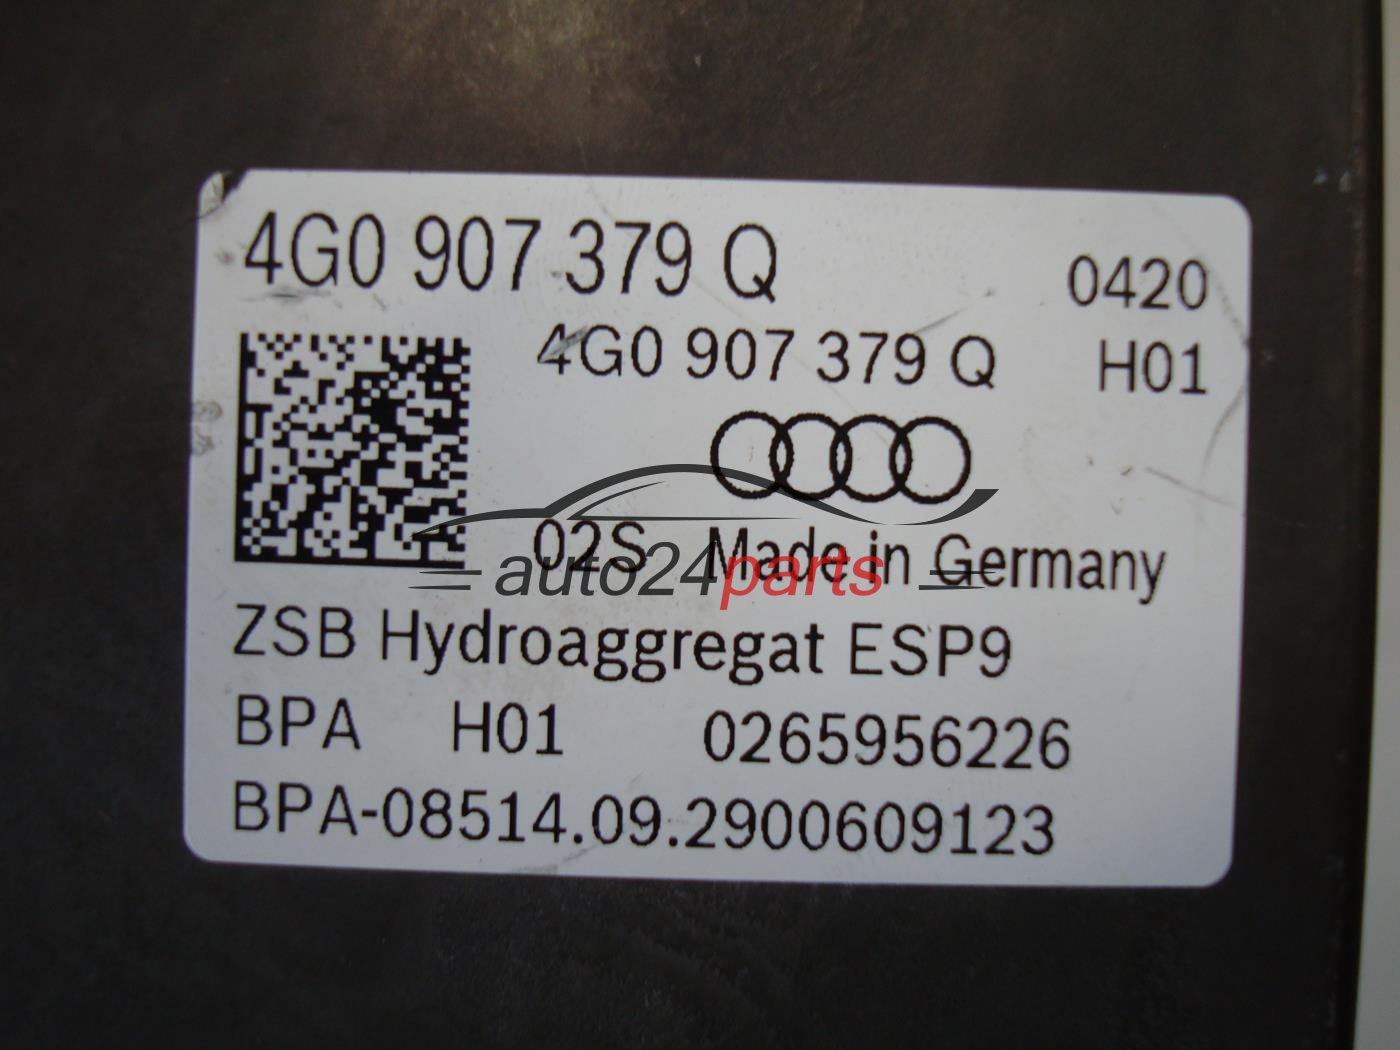 4G0 907 379 Q
0420
4G0 907 379 Q
H01
02S Made in Germany
auto24parts
ZSB Hydroaggregat ESP9
BPA H01 0265956226
BPA-08514.09.2900609123